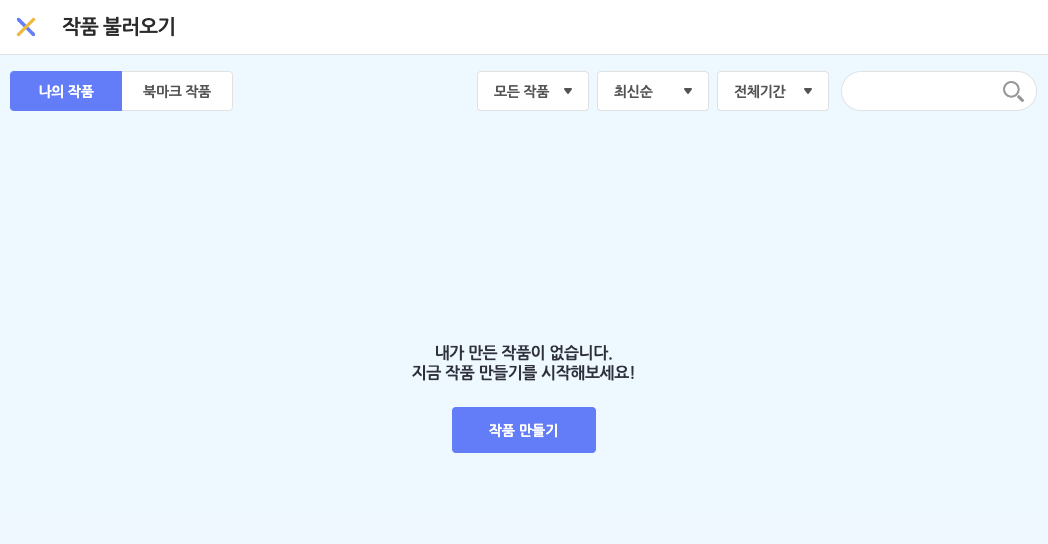 작품 불러오기
나의 작품
북마크 작품
모든 작품
최신순
전체기간
내가 만든 작품이 없습니다.
지금 작품 만들기를 시작해보세요!
작품 만들기